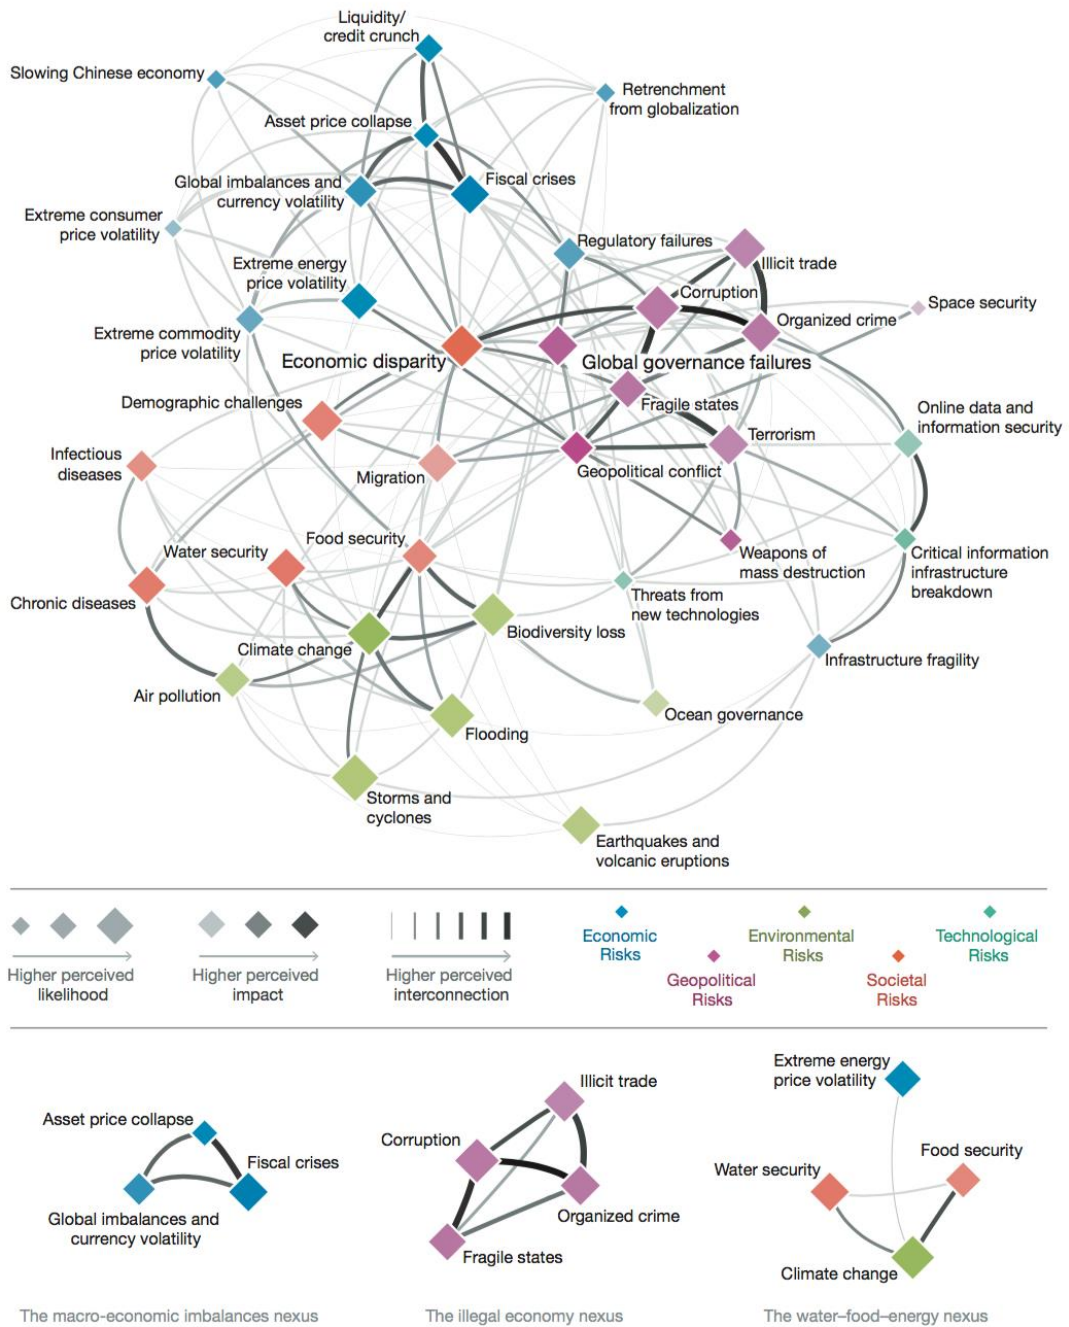 Liquidity/
credit crunch
Slowing Chinese economy
Retrenchment
from globalization
Asset price collapse
Global imbalances and
currency volatility
Fiscal crises
Extreme consumer
price volatility
Regulatory failures
Illicit trade
Extreme energy
price volatility
Corruption
Space security
Extreme commodity
price volatility
Organized crime
Economic disparity
Global governance failures
Demographic challenges
Fragile states
Online data and
information security
Infectious
diseases
Terrorism
Migration
Geopolitical conflict
Water security
Food security
Weapons of
mass destruction
Critical information
infrastructure
breakdown
Chronic diseases
Threats from
new technologies
Climate change
Biodiversity loss
Infrastructure fragility
Air pollution
Ocean governance
Flooding
Storms and
cyclones
Earthquakes and
volcanic eruptions
Higher perceived
likelihood
Higher perceived
impact
Higher perceived
interconnection
Economic
Risks
Geopolitical
Risks
Environmental
Risks
Societal
Risks
Technological
Risks
Asset price collapse
Fiscal crises
Global imbalances and
currency volatility
The macro-economic imbalances nexus
Illicit trade
Corruption
Organized crime
Fragile states
The illegal economy nexus
Extreme energy
price volatility
Food security
Water security
Climate change
The water–food–energy nexus